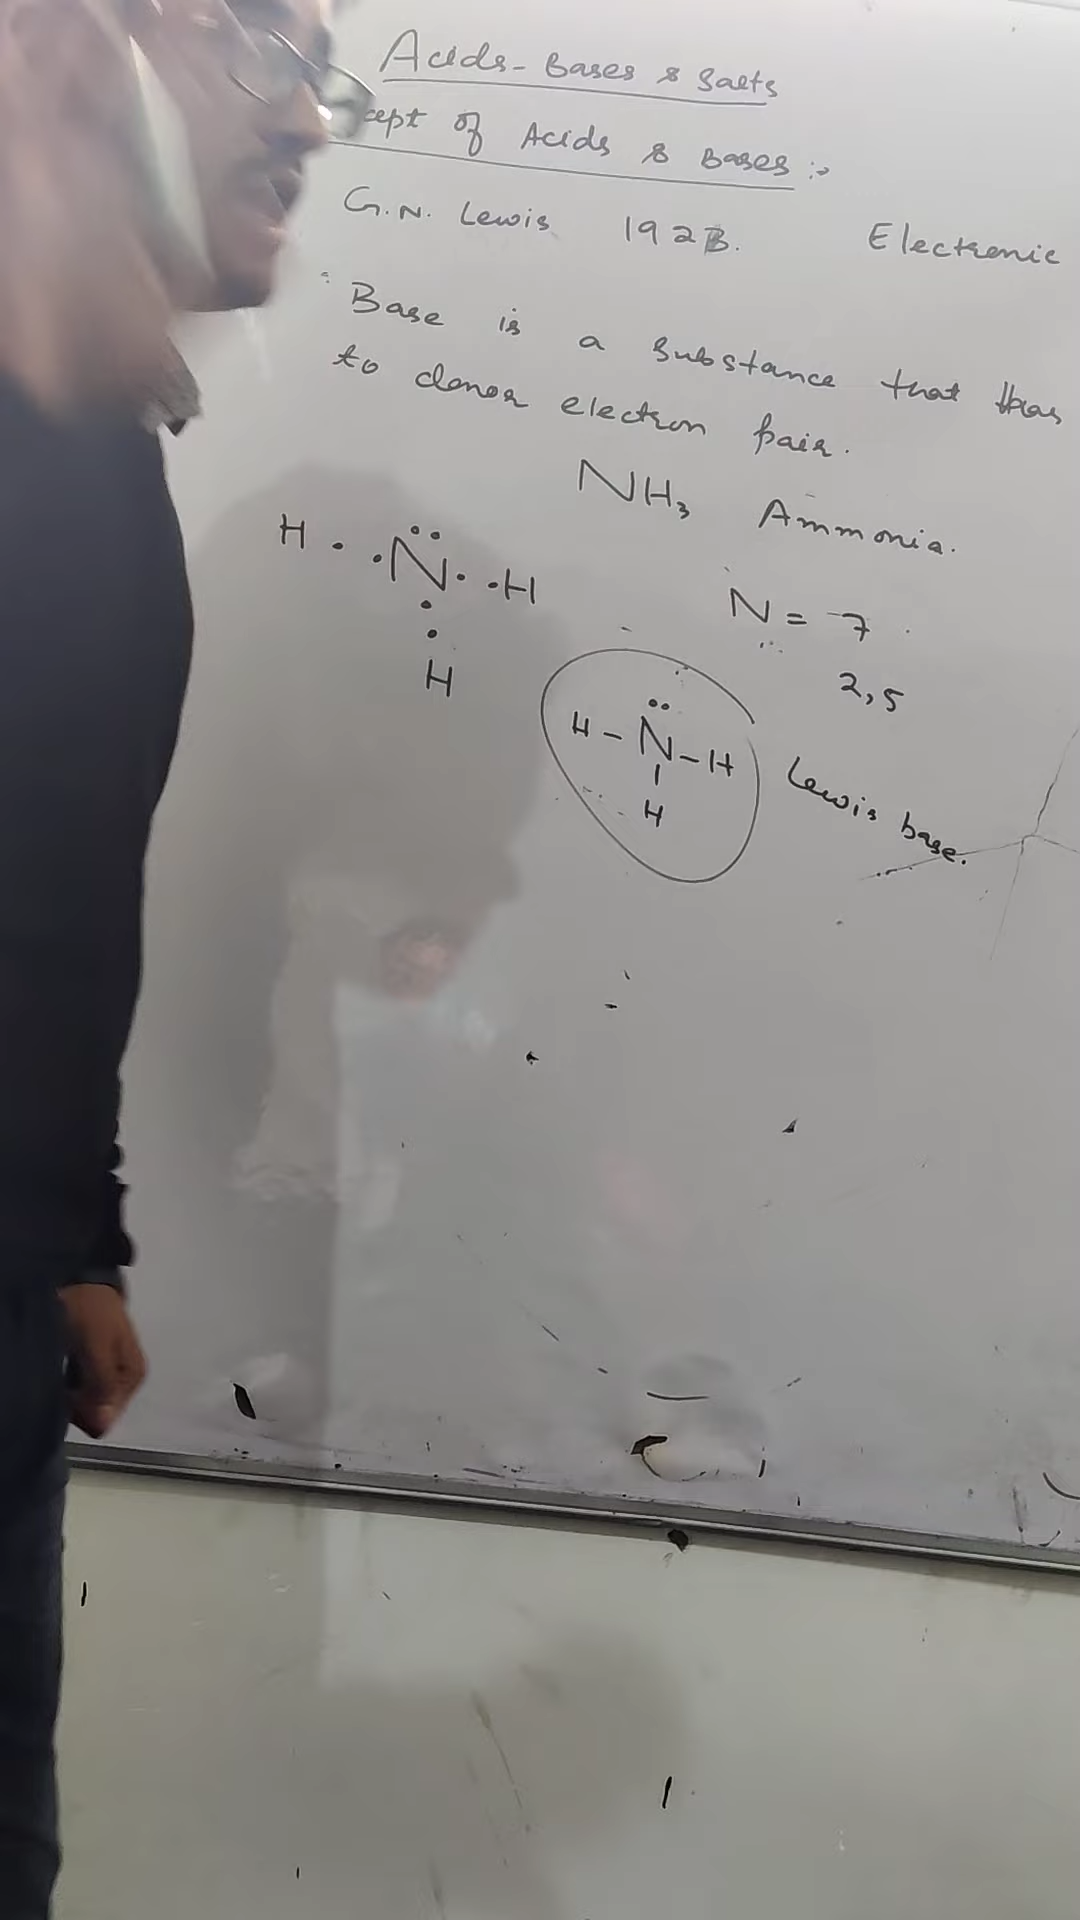 Acids-Bases & Salts
cept of Acids & Bases :-
G.N. Lewis 1923. Electronic
Base is a substance that has
to donor electron pair.
NH₃ Ammonia.
H · ·N̈· ·H
·
·
H
N = 7
2,5
H-N̈-H
|
H
Lewis base.